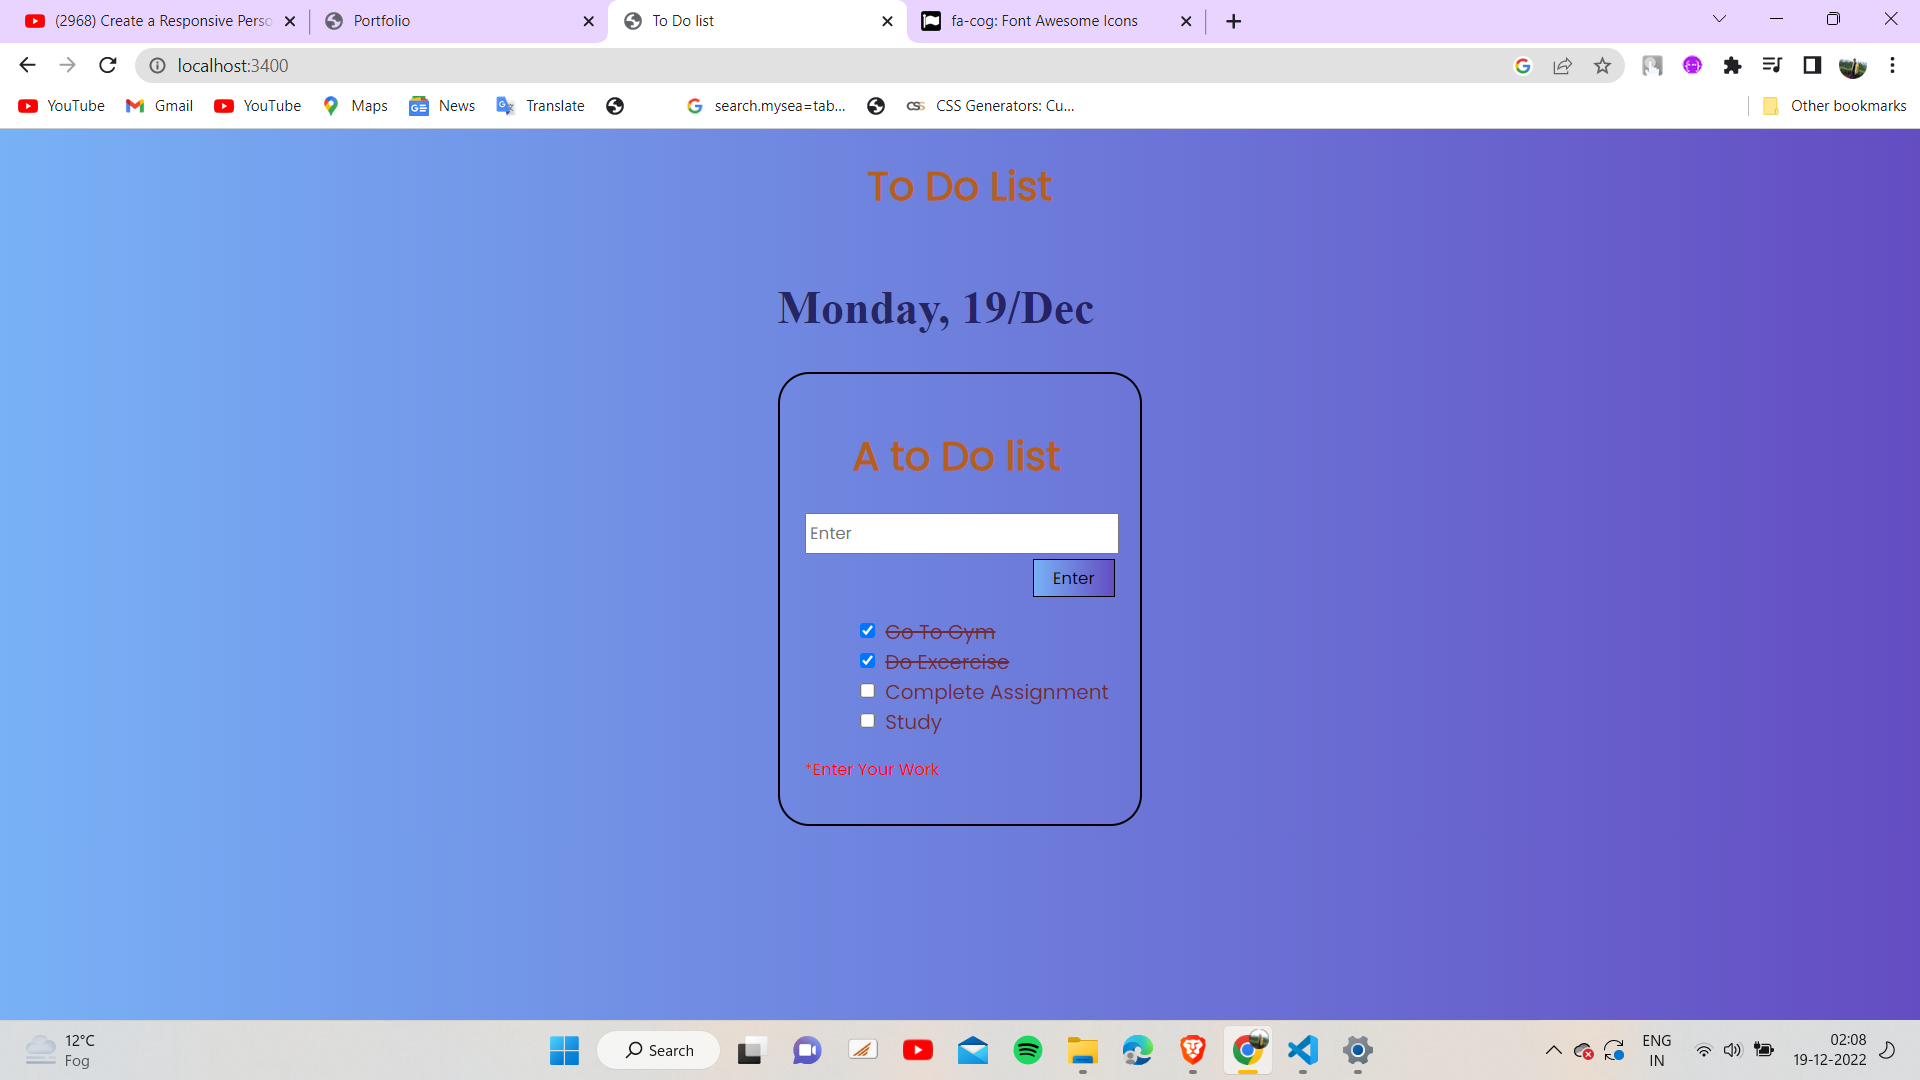 (2968) Create a Responsive Perso
Portfolio
To Do list
fa-cog: Font Awesome Icons
localhost:3400
YouTube
Gmail
YouTube
Maps
News
Translate
search.mysea=tab...
CSS Generators: Cu...
Other bookmarks
To Do List
Monday, 19/Dec
A to Do list
Enter
Enter
Go To Gym
Do Excercise
Complete Assignment
Study
*Enter Your Work
12°C
Fog
Search
ENG
IN
02:08
19-12-2022